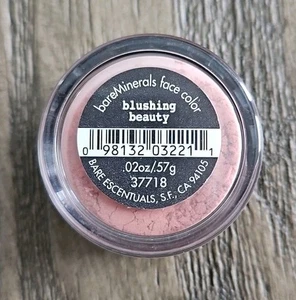 bareMinerals face color
blushing
beauty
0 98132 03221 1
.02oz/.57g
37718
BARE ESCENTUALS, S.F., CA 94105